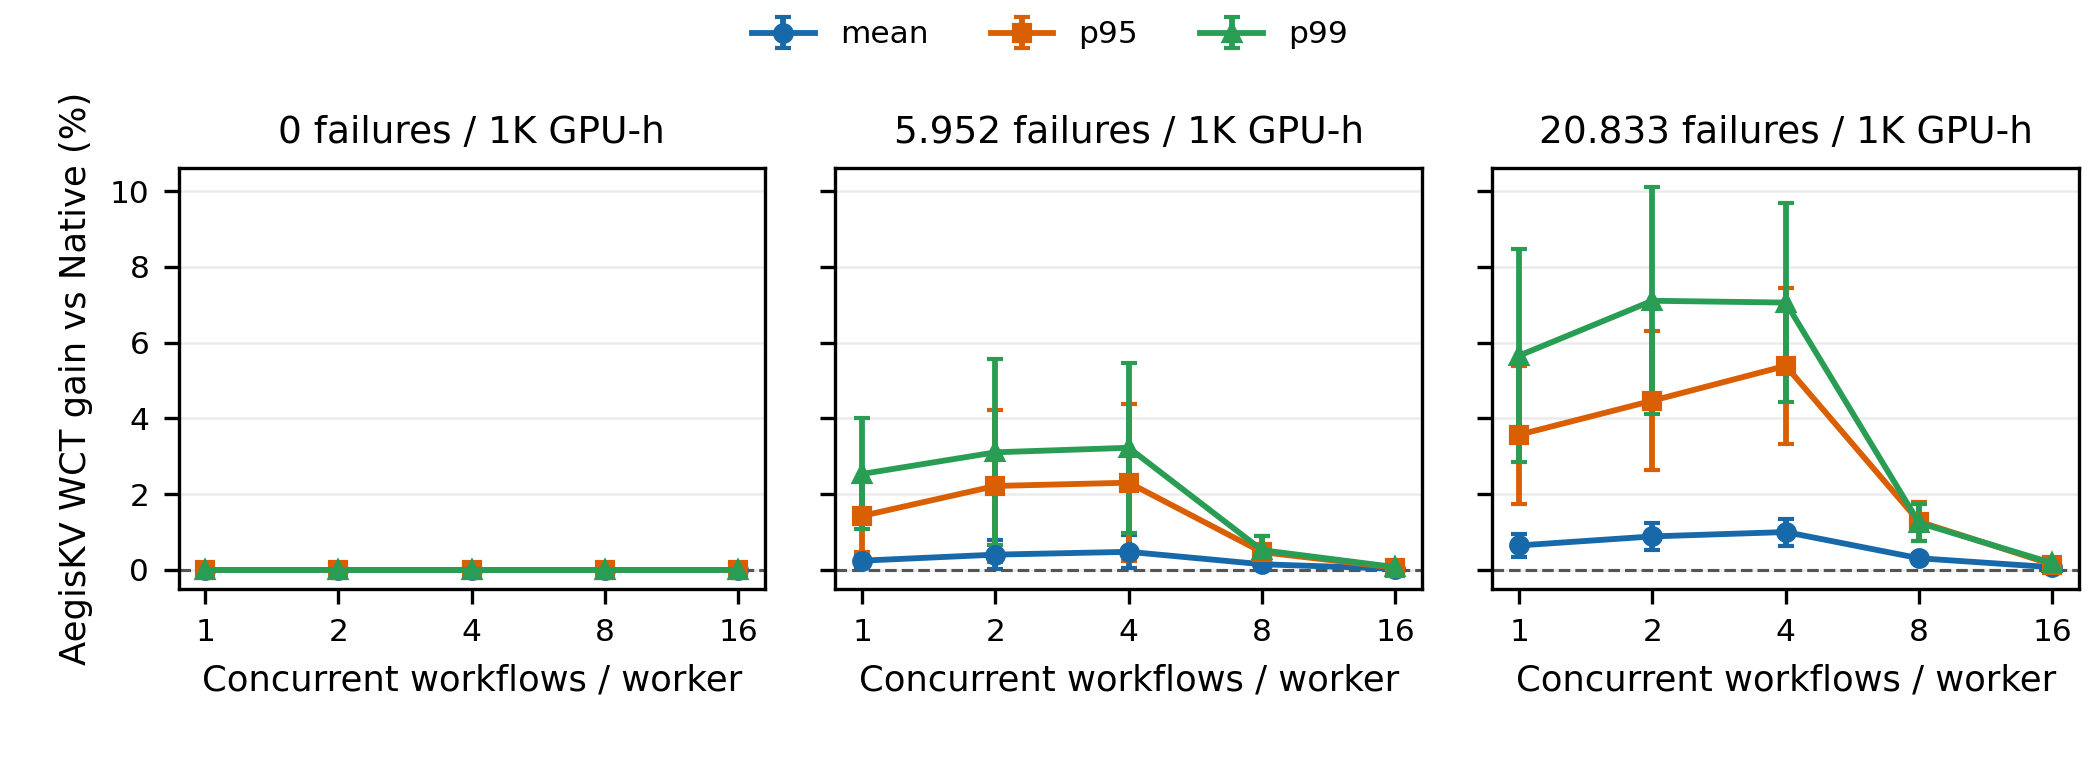 mean p95 p99
0 failures / 1K GPU-h
5.952 failures / 1K GPU-h
20.833 failures / 1K GPU-h
AegisKV WCT gain vs Native (%)
10
8
6
4
2
0
1 2 4 8 16
1 2 4 8 16
1 2 4 8 16
Concurrent workflows / worker
Concurrent workflows / worker
Concurrent workflows / worker